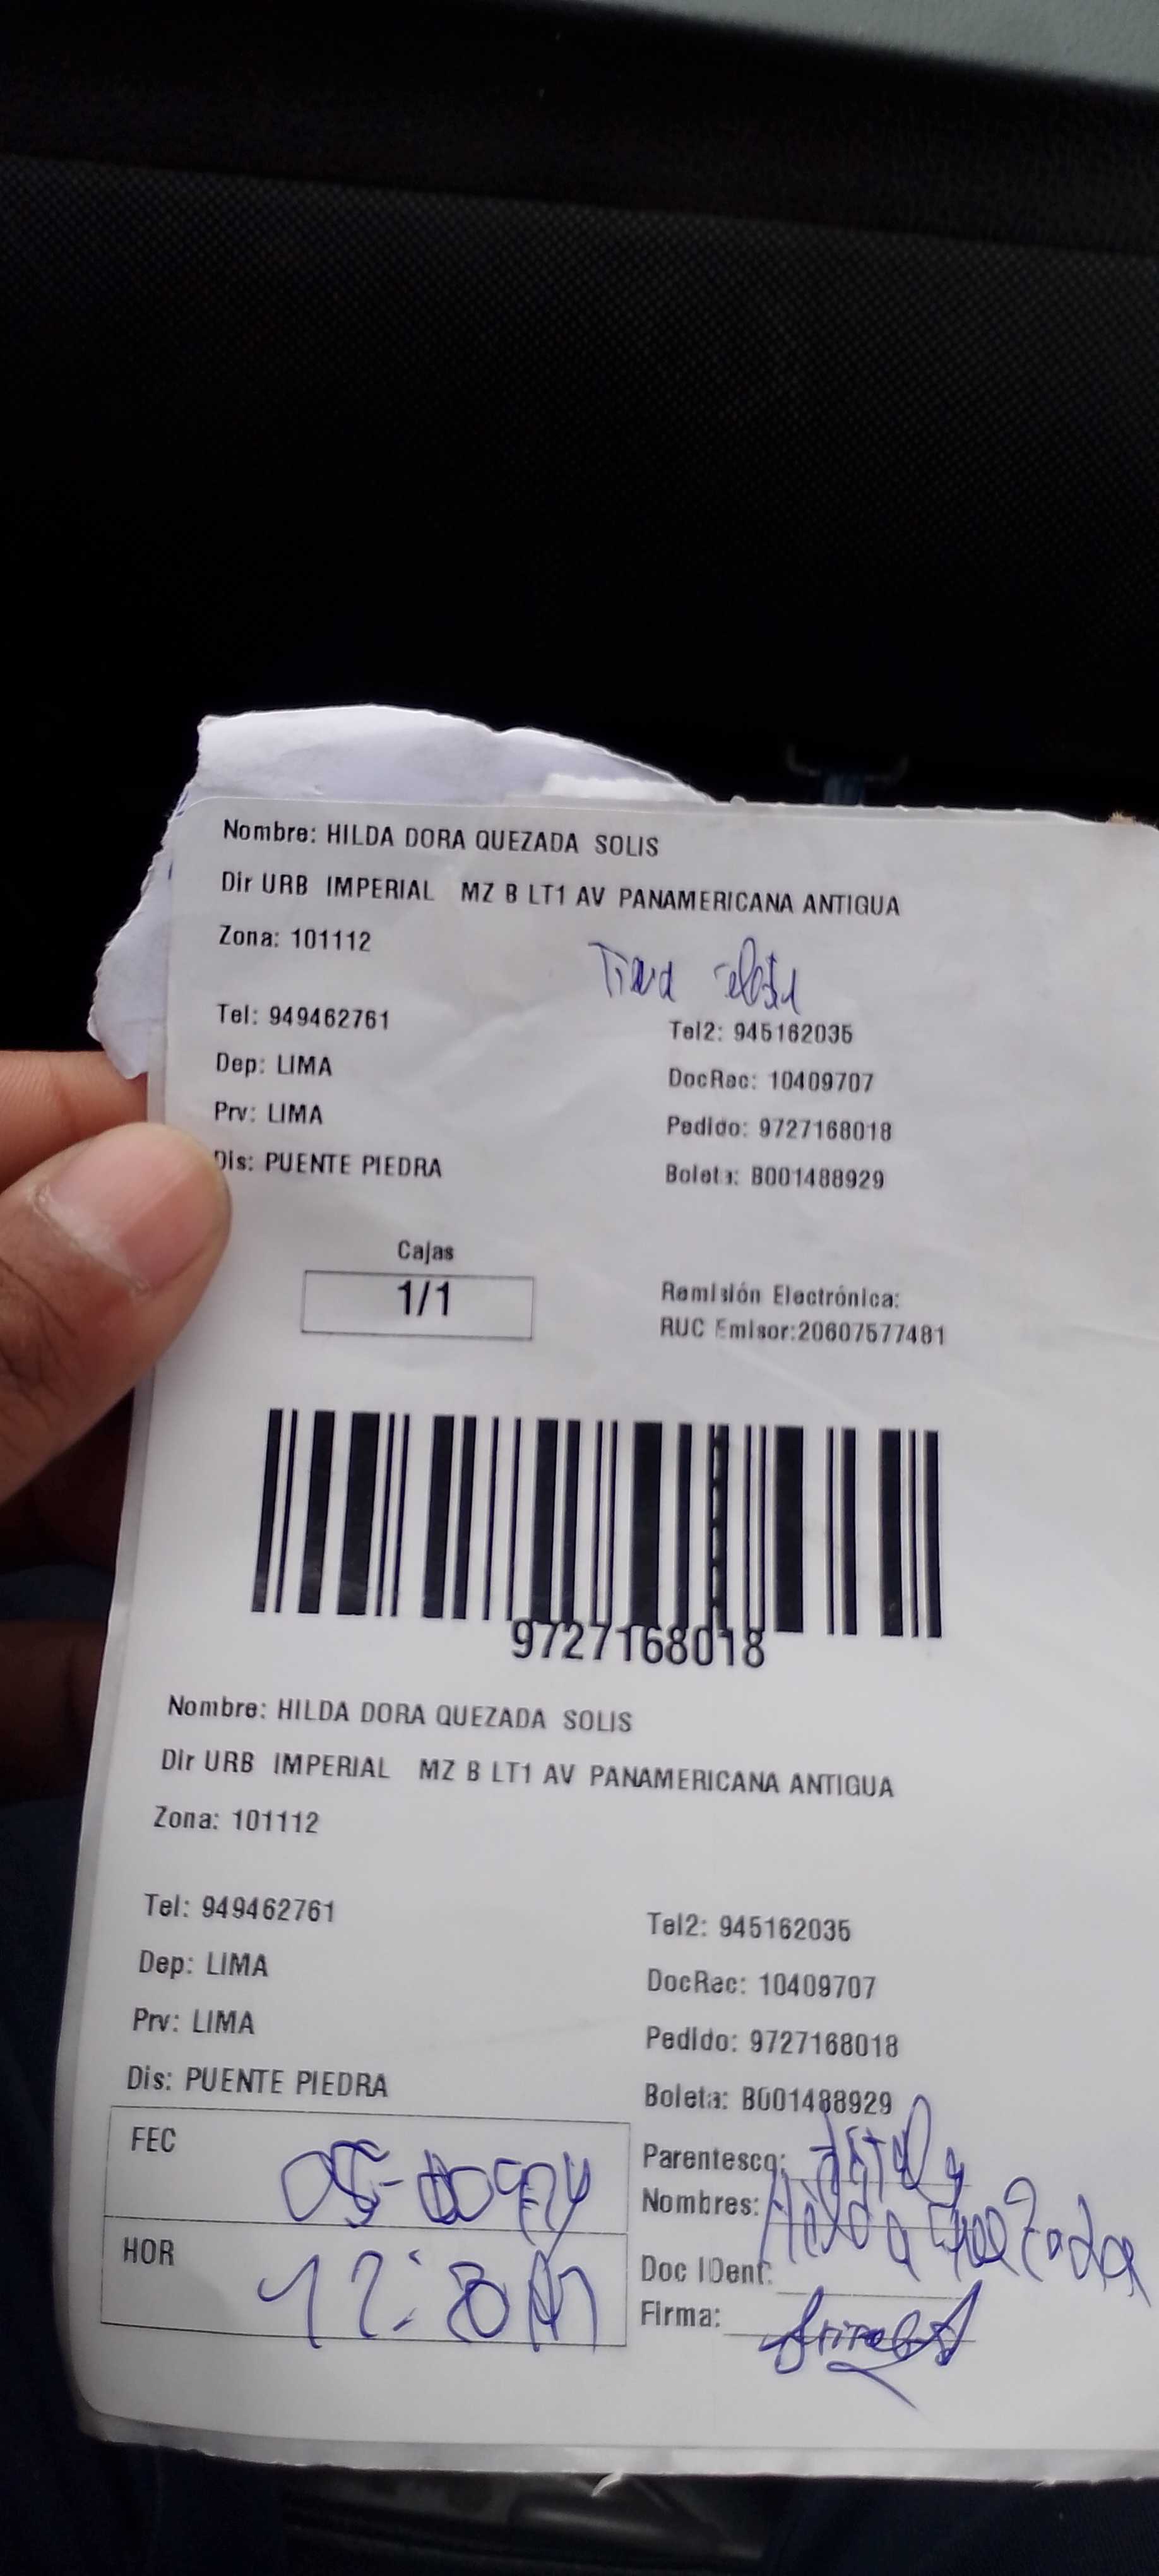 Nombre: HILDA DORA QUEZADA SOLIS
Dir URB IMPERIAL MZ B LT1 AV PANAMERICANA ANTIGUA
Zona: 101112
Tel: 949462761 Tel2: 945162035
Dep: LIMA DocRec: 10409707
Prv: LIMA Pedido: 9727168018
Dis: PUENTE PIEDRA Boleta: B001488929
Cajas
1/1
Remisión Electrónica:
RUC Emisor:20607577481
9727168018
Nombre: HILDA DORA QUEZADA SOLIS
Dir URB IMPERIAL MZ B LT1 AV PANAMERICANA ANTIGUA
Zona: 101112
Tel: 949462761 Tel2: 945162035
Dep: LIMA DocRec: 10409707
Prv: LIMA Pedido: 9727168018
Dis: PUENTE PIEDRA Boleta: B001488929
FEC Parentesco:
Nombres: Hilda Quezada
HOR Doc IDent:
Firma: